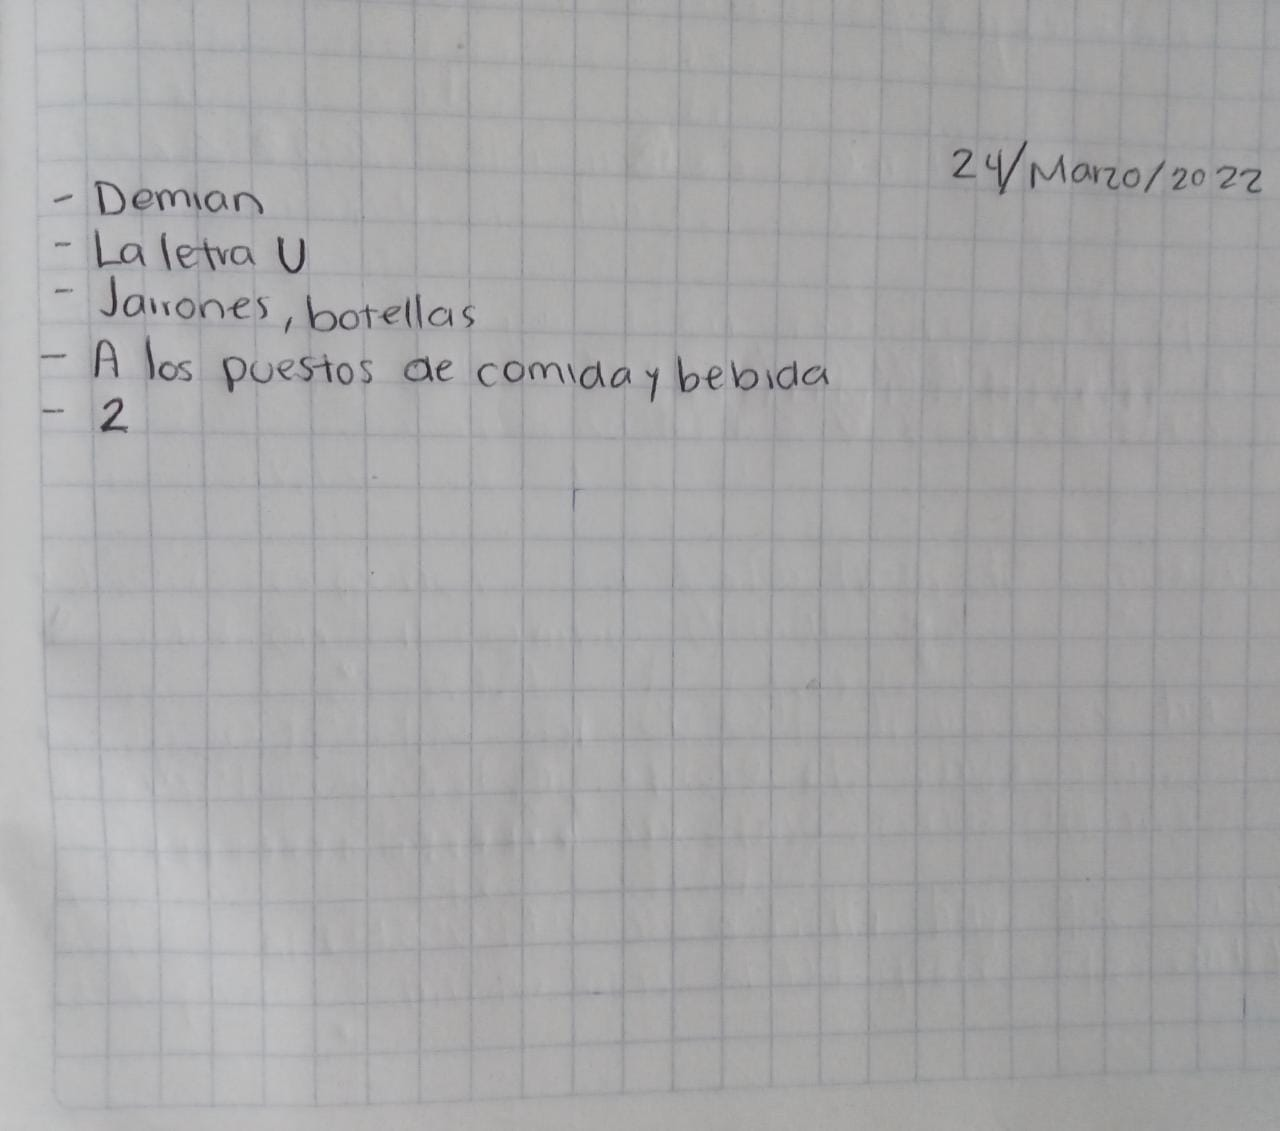 24/Marzo/2022
- Demian
- La letra U
- Jarrones, botellas
- A los puestos de comida y bebida
- 2